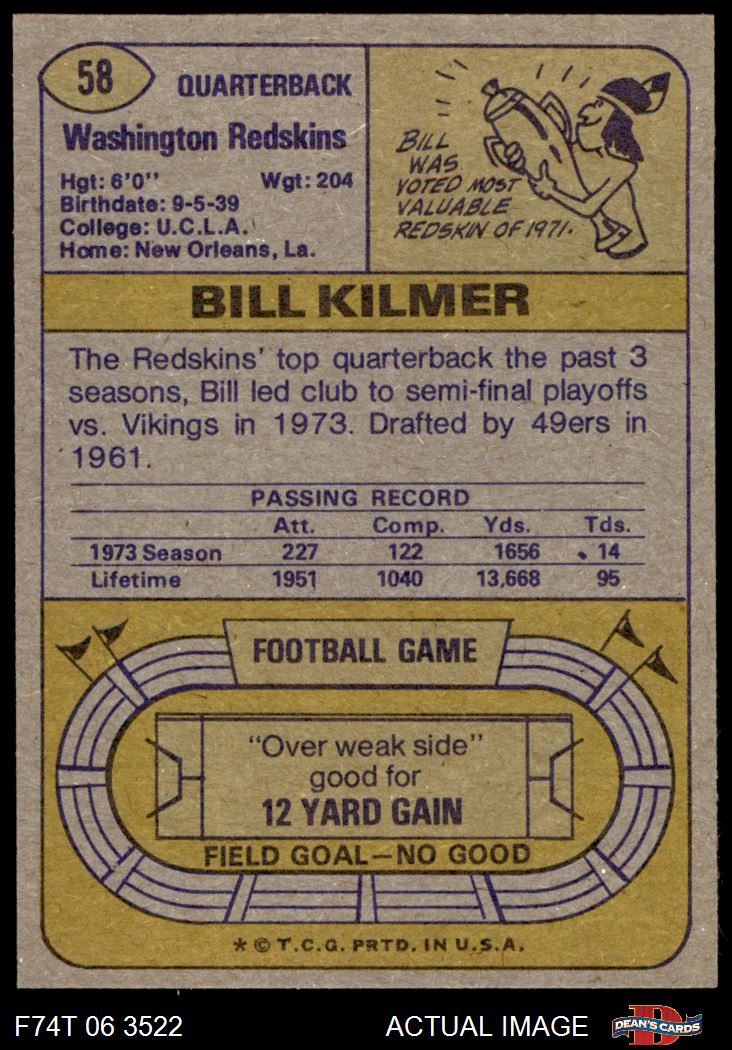 58
QUARTERBACK
Washington Redskins
Hgt: 6'0" Wgt: 204
Birthdate: 9-5-39
College: U.C.L.A.
Home: New Orleans, La.
BILL
WAS
VOTED MOST
VALUABLE
REDSKIN OF 1971.
BILL KILMER
The Redskins' top quarterback the past 3
seasons, Bill led club to semi-final playoffs
vs. Vikings in 1973. Drafted by 49ers in
1961.
PASSING RECORD
Att. Comp. Yds. Tds.
1973 Season 227 122 1656 14
Lifetime 1951 1040 13,668 95
FOOTBALL GAME
"Over weak side"
good for
12 YARD GAIN
FIELD GOAL—NO GOOD
* © T.C.G. PRTD. IN U.S.A.
F74T 06 3522 ACTUAL IMAGE
D
DEAN'S CARDS